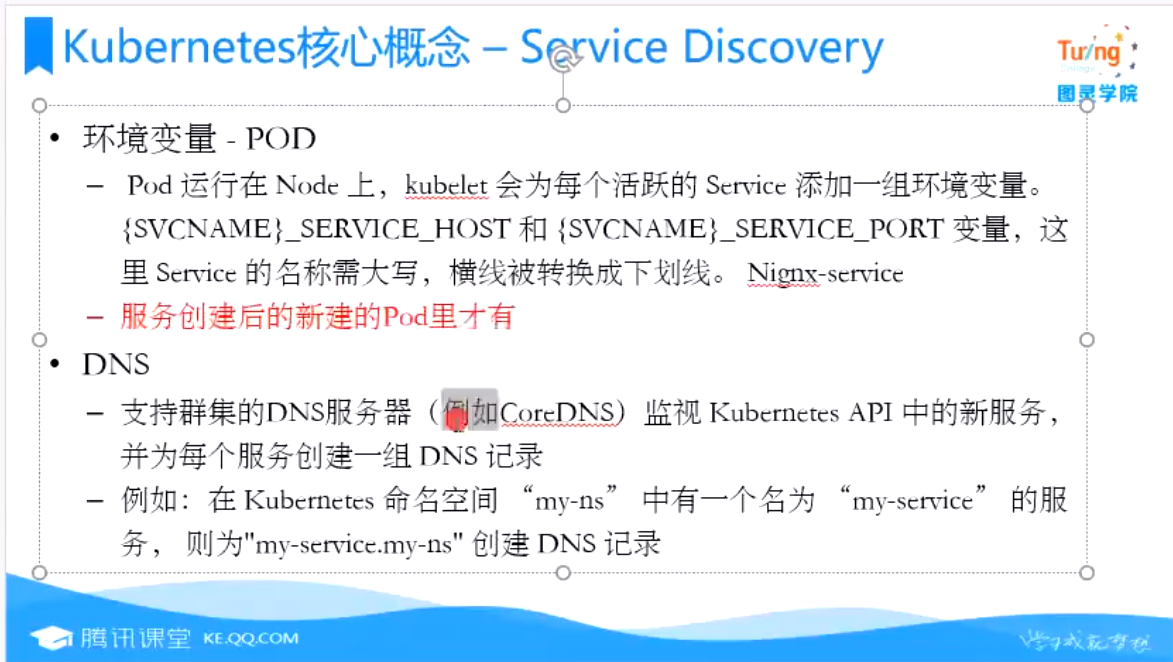 Kubernetes核心概念 – Service Discovery
Turing
图灵学院
• 环境变量 - POD
– Pod 运行在 Node 上，kubelet 会为每个活跃的 Service 添加一组环境变量。
{SVCNAME}_SERVICE_HOST 和 {SVCNAME}_SERVICE_PORT 变量，这
里 Service 的名称需大写，横线被转换成下划线。 Nignx-service
– 服务创建后的新建的Pod里才有
• DNS
– 支持群集的DNS服务器（例如CoreDNS）监视 Kubernetes API 中的新服务，
并为每个服务创建一组 DNS 记录
– 例如：在 Kubernetes 命名空间 “my-ns” 中有一个名为 “my-service” 的服
务， 则为"my-service.my-ns" 创建 DNS 记录
腾讯课堂 KE.QQ.COM